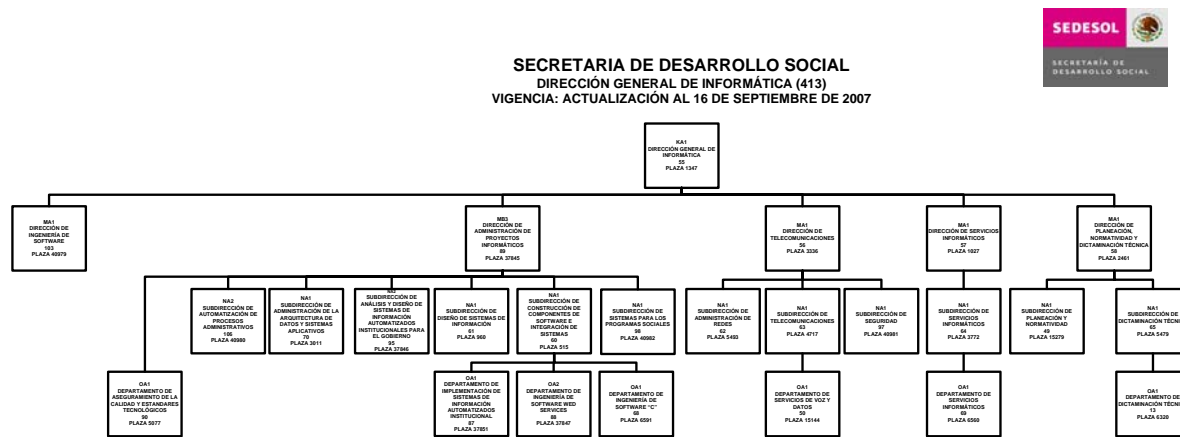 SEDESOL
SECRETARÍA DE
DESARROLLO SOCIAL
SECRETARIA DE DESARROLLO SOCIAL
DIRECCIÓN GENERAL DE INFORMÁTICA (413)
VIGENCIA: ACTUALIZACIÓN AL 16 DE SEPTIEMBRE DE 2007
KA1
DIRECCIÓN GENERAL DE
INFORMÁTICA
55
PLAZA 1347
MA1
DIRECCIÓN DE
INGENIERÍA DE
SOFTWARE
103
PLAZA 40979
MB3
DIRECCIÓN DE
ADMINISTRACIÓN DE
PROYECTOS
INFORMÁTICOS
89
PLAZA 37845
MA1
DIRECCIÓN DE
TELECOMUNICACIONES
56
PLAZA 3336
MA1
DIRECCIÓN DE SERVICIOS
INFORMÁTICOS
57
PLAZA 1027
MA1
DIRECCIÓN DE
PLANEACIÓN,
NORMATIVIDAD Y
DICTAMINACIÓN TÉCNICA
58
PLAZA 2461
NA2
SUBDIRECCIÓN DE
AUTOMATIZACIÓN DE
PROCESOS
ADMINISTRATIVOS
106
PLAZA 40980
NA1
SUBDIRECCIÓN DE
ADMINISTRACIÓN DE LA
ARQUITECTURA DE
DATOS Y SISTEMAS
APLICATIVOS
70
PLAZA 3011
NA2
SUBDIRECCIÓN DE
ANÁLISIS Y DISEÑO DE
SISTEMAS DE
INFORMACIÓN
AUTOMATIZADOS
INSTITUCIONALES PARA
EL GOBIERNO
95
PLAZA 37846
NA1
SUBDIRECCIÓN DE
DISEÑO DE SISTEMAS DE
INFORMACIÓN
61
PLAZA 960
NA1
SUBDIRECCIÓN DE
CONSTRUCCIÓN DE
COMPONENTES DE
SOFTWARE E
INTEGRACIÓN DE
SISTEMAS
60
PLAZA 515
NA1
SUBDIRECCIÓN DE
SISTEMAS PARA LOS
PROGRAMAS SOCIALES
98
PLAZA 40982
NA1
SUBDIRECCIÓN DE
ADMINISTRACIÓN DE
REDES
62
PLAZA 5493
NA1
SUBDIRECCIÓN DE
TELECOMUNICACIONES
63
PLAZA 4717
NA1
SUBDIRECCIÓN DE
SEGURIDAD
97
PLAZA 40981
NA1
SUBDIRECCIÓN DE
SERVICIOS
INFORMÁTICOS
64
PLAZA 3772
NA1
SUBDIRECCIÓN DE
PLANEACIÓN Y
NORMATIVIDAD
49
PLAZA 15279
NA1
SUBDIRECCIÓN DE
DICTAMINACIÓN TÉCNICA
65
PLAZA 5479
OA1
DEPARTAMENTO DE
ASEGURAMIENTO DE LA
CALIDAD Y ESTÁNDARES
TECNOLÓGICOS
90
PLAZA 5077
OA1
DEPARTAMENTO DE
IMPLEMENTACIÓN DE
SISTEMAS DE
INFORMACIÓN
AUTOMATIZADOS
INSTITUCIONAL
87
PLAZA 37851
OA2
DEPARTAMENTO DE
INGENIERÍA DE
SOFTWARE WED
SERVICES
88
PLAZA 37847
OA1
DEPARTAMENTO DE
INGENIERÍA DE
SOFTWARE "C"
68
PLAZA 6591
OA1
DEPARTAMENTO DE
SERVICIOS DE VOZ Y
DATOS
50
PLAZA 15144
OA1
DEPARTAMENTO DE
SERVICIOS
INFORMÁTICOS
69
PLAZA 6560
OA1
DEPARTAMENTO DE
DICTAMINACIÓN TÉCNICA
13
PLAZA 6320